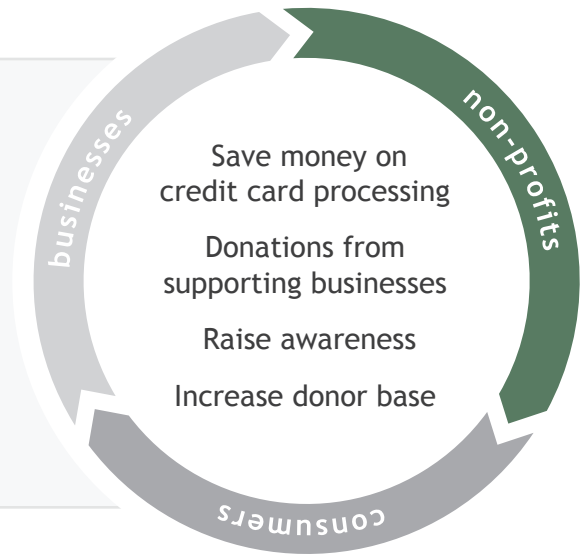 businesses
non-profits
Save money on
credit card processing
Donations from
supporting businesses
Raise awareness
Increase donor base
consumers